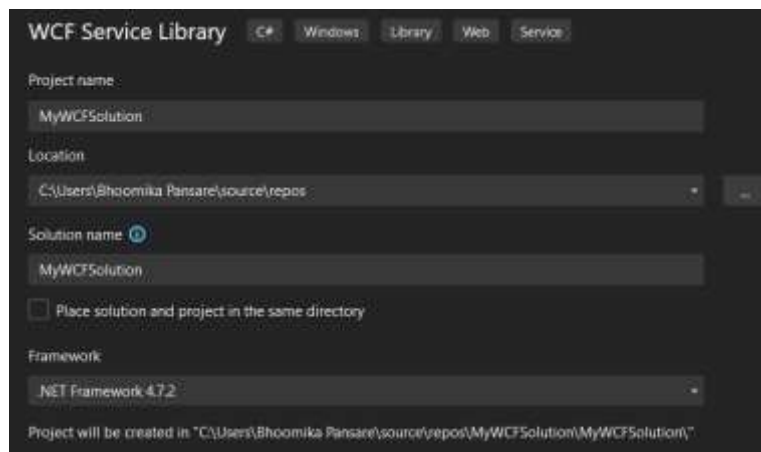 WCF Service Library C# Windows Library Web Service
Project name
MyWCFSolution
Location
C:\Users\Bhoomika Pansare\source\repos
...
Solution name
MyWCFSolution
Place solution and project in the same directory
Framework
.NET Framework 4.7.2
Project will be created in "C:\Users\Bhoomika Pansare\source\repos\MyWCFSolution\MyWCFSolution\"